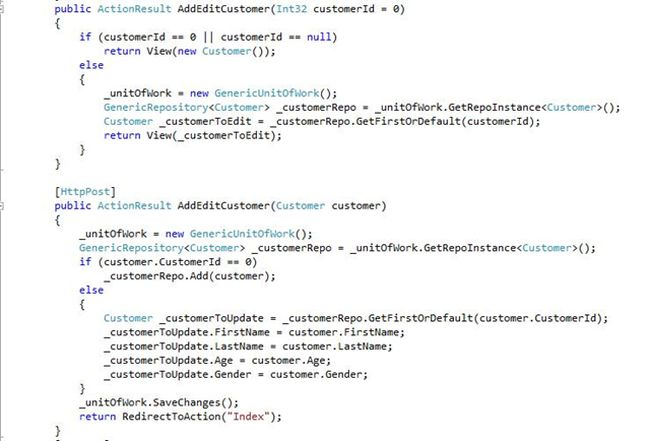 public ActionResult AddEditCustomer(Int32 customerId = 0)
{
if (customerId == 0 || customerId == null)
return View(new Customer());
else
{
_unitOfWork = new GenericUnitOfWork();
GenericRepository<Customer> _customerRepo = _unitOfWork.GetRepoInstance<Customer>();
Customer _customerToEdit = _customerRepo.GetFirstOrDefault(customerId);
return View(_customerToEdit);
}
}
[HttpPost]
public ActionResult AddEditCustomer(Customer customer)
{
_unitOfWork = new GenericUnitOfWork();
GenericRepository<Customer> _customerRepo = _unitOfWork.GetRepoInstance<Customer>();
if (customer.CustomerId == 0)
_customerRepo.Add(customer);
else
{
Customer _customerToUpdate = _customerRepo.GetFirstOrDefault(customer.CustomerId);
_customerToUpdate.FirstName = customer.FirstName;
_customerToUpdate.LastName = customer.LastName;
_customerToUpdate.Age = customer.Age;
_customerToUpdate.Gender = customer.Gender;
}
_unitOfWork.SaveChanges();
return RedirectToAction("Index");
}